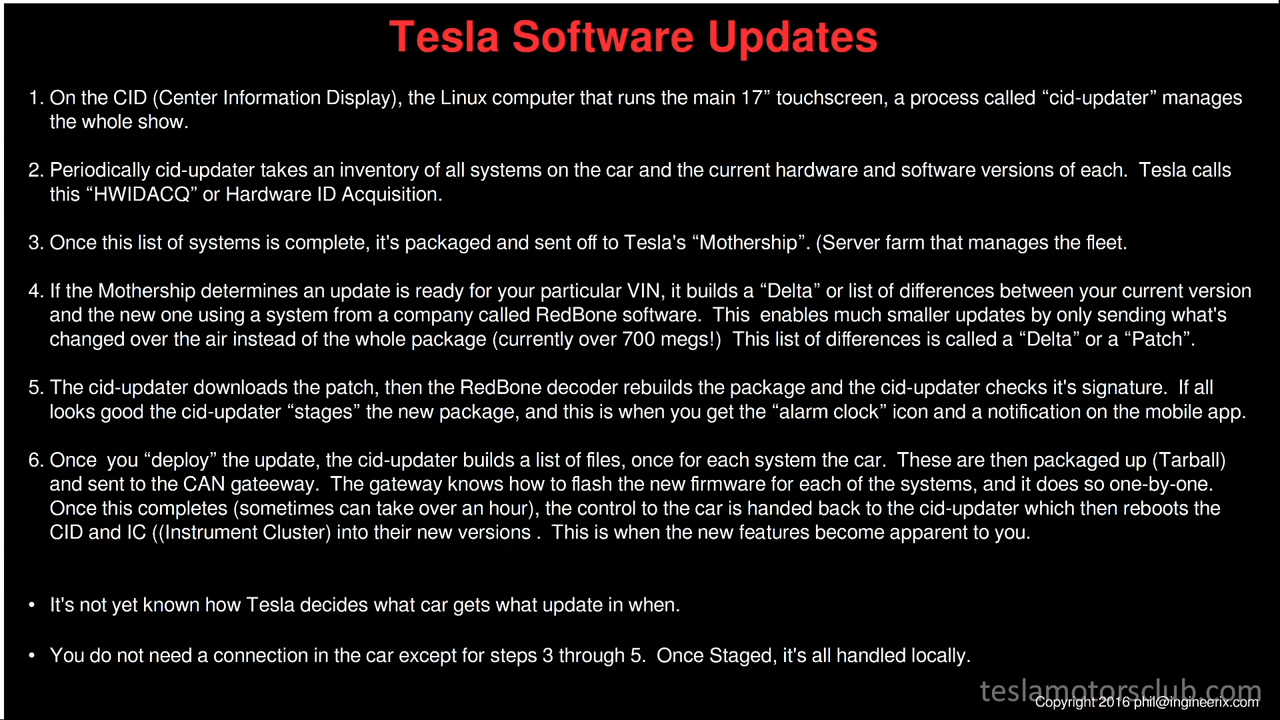 Tesla Software Updates
1. On the CID (Center Information Display), the Linux computer that runs the main 17” touchscreen, a process called “cid-updater” manages
the whole show.
2. Periodically cid-updater takes an inventory of all systems on the car and the current hardware and software versions of each.  Tesla calls
this “HWIDACQ” or Hardware ID Acquisition.
3. Once this list of systems is complete, it's packaged and sent off to Tesla's “Mothership”. (Server farm that manages the fleet.
4. If the Mothership determines an update is ready for your particular VIN, it builds a “Delta” or list of differences between your current version
and the new one using a system from a company called RedBone software.  This  enables much smaller updates by only sending what's
changed over the air instead of the whole package (currently over 700 megs!)  This list of differences is called a “Delta” or a “Patch”.
5. The cid-updater downloads the patch, then the RedBone decoder rebuilds the package and the cid-updater checks it's signature.  If all
looks good the cid-updater “stages” the new package, and this is when you get the “alarm clock” icon and a notification on the mobile app.
6. Once  you “deploy” the update, the cid-updater builds a list of files, once for each system the car.  These are then packaged up (Tarball)
and sent to the CAN gateeway.  The gateway knows how to flash the new firmware for each of the systems, and it does so one-by-one.
Once this completes (sometimes can take over an hour), the control to the car is handed back to the cid-updater which then reboots the
CID and IC ((Instrument Cluster) into their new versions .  This is when the new features become apparent to you.
• It's not yet known how Tesla decides what car gets what update in when.
• You do not need a connection in the car except for steps 3 through 5.  Once Staged, it's all handled locally.
teslamotorsclub.com
Copyright 2016 phil@ingineerix.com